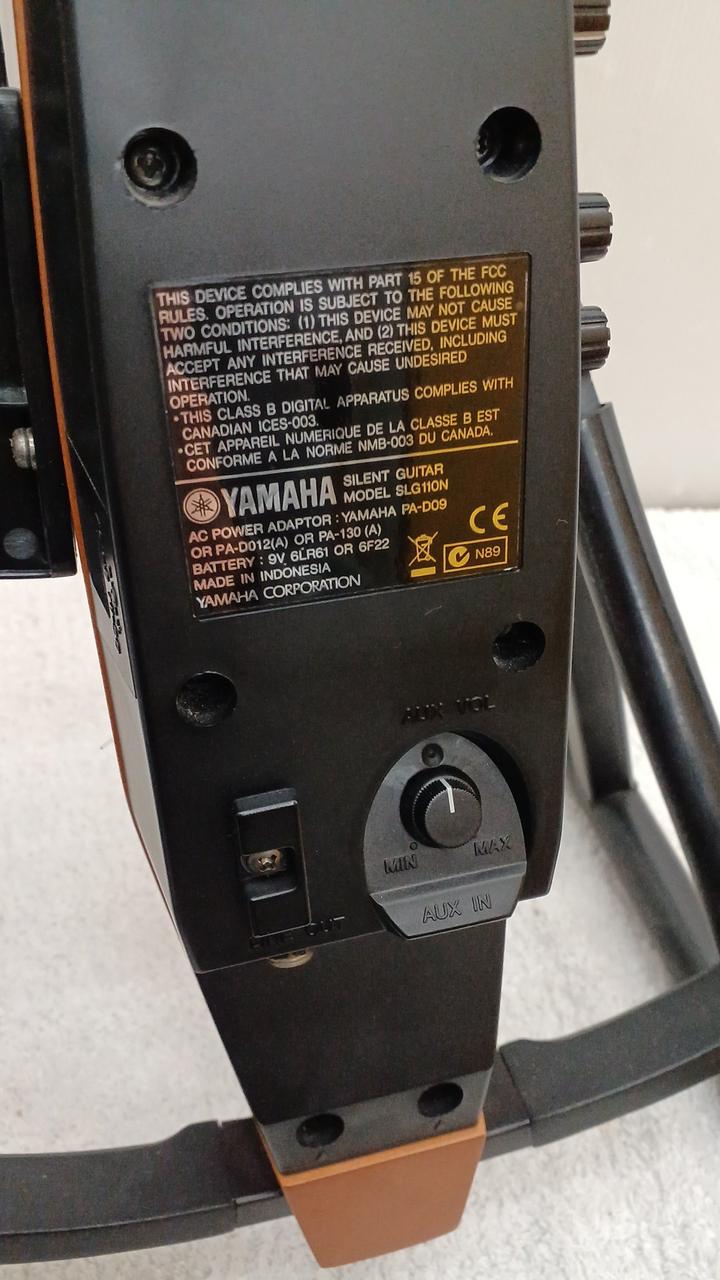 THIS DEVICE COMPLIES WITH PART 15 OF THE FCC
RULES. OPERATION IS SUBJECT TO THE FOLLOWING
TWO CONDITIONS: (1) THIS DEVICE MAY NOT CAUSE
HARMFUL INTERFERENCE, AND (2) THIS DEVICE MUST
ACCEPT ANY INTERFERENCE RECEIVED, INCLUDING
INTERFERENCE THAT MAY CAUSE UNDESIRED
OPERATION.
•THIS CLASS B DIGITAL APPARATUS COMPLIES WITH
CANADIAN ICES-003.
•CET APPAREIL NUMERIQUE DE LA CLASSE B EST
CONFORME A LA NORME NMB-003 DU CANADA.
YAMAHA SILENT GUITAR
MODEL SLG110N
AC POWER ADAPTOR : YAMAHA PA-D09
OR PA-D012(A) OR PA-130 (A)
BATTERY : 9V, 6LR61 OR 6F22
MADE IN INDONESIA
YAMAHA CORPORATION
CE
N89
AUX VOL
MIN MAX
AUX IN
LINE OUT